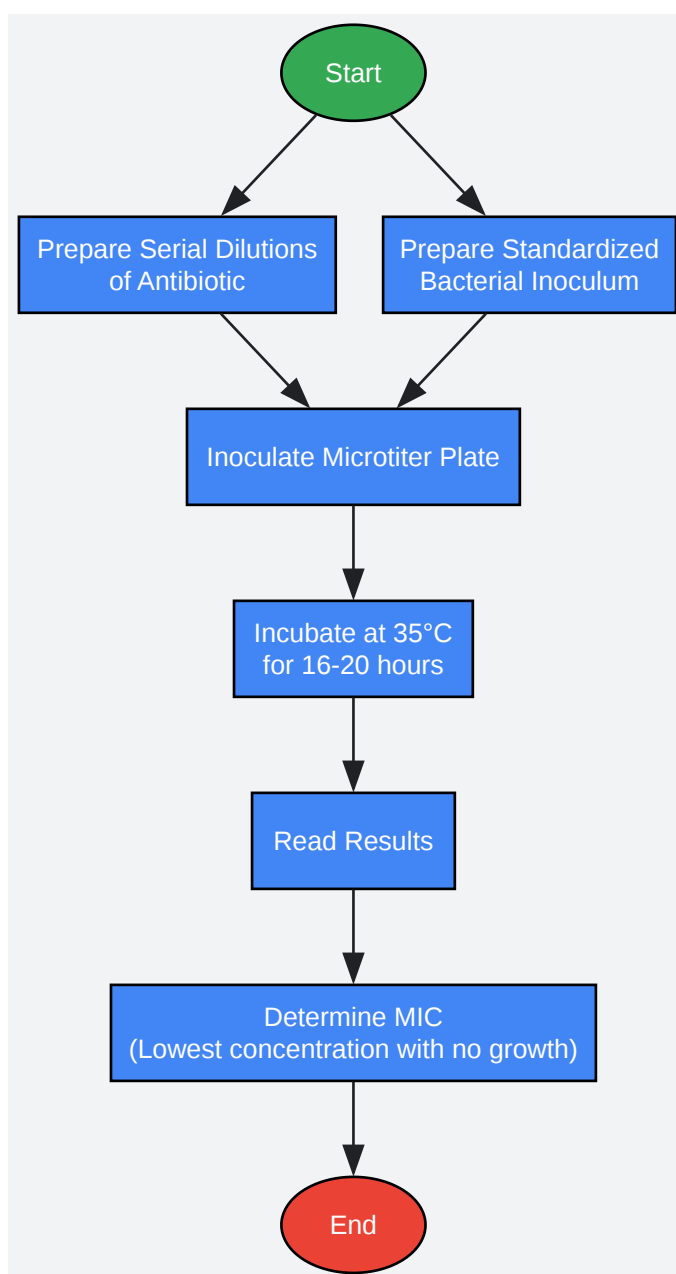 Start
Prepare Serial Dilutions
of Antibiotic
Prepare Standardized
Bacterial Inoculum
Inoculate Microtiter Plate
Incubate at 35°C
for 16-20 hours
Read Results
Determine MIC
(Lowest concentration with no growth)
End